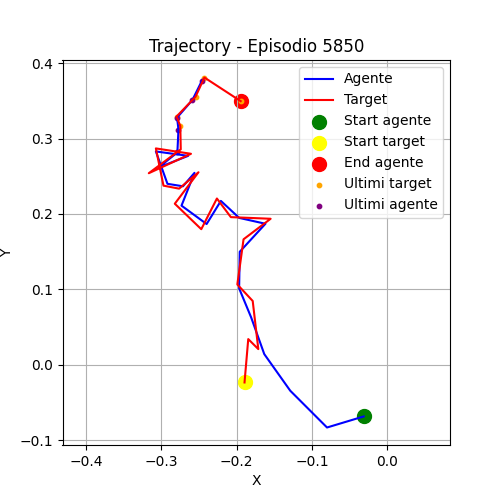 Trajectory - Episodio 5850
0.4
0.3
0.2
0.1
0.0
−0.1
Y
−0.4
−0.3
−0.2
−0.1
0.0
X
Agente
Target
Start agente
Start target
End agente
Ultimi target
Ultimi agente